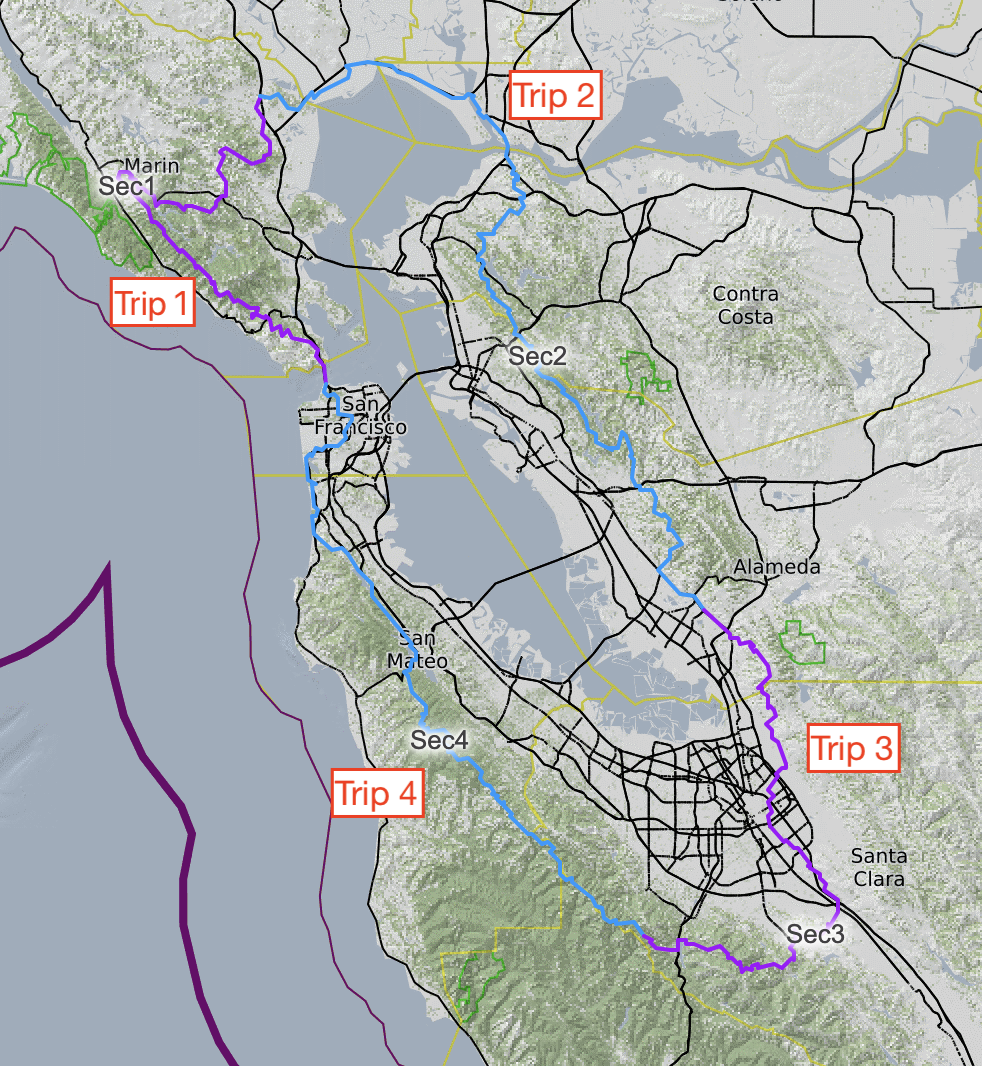 Trip 2
Marin
Sec1
Trip 1
Contra
Costa
Sec2
San
Francisco
Alameda
San
Mateo
Sec4
Trip 3
Trip 4
Santa
Clara
Sec3